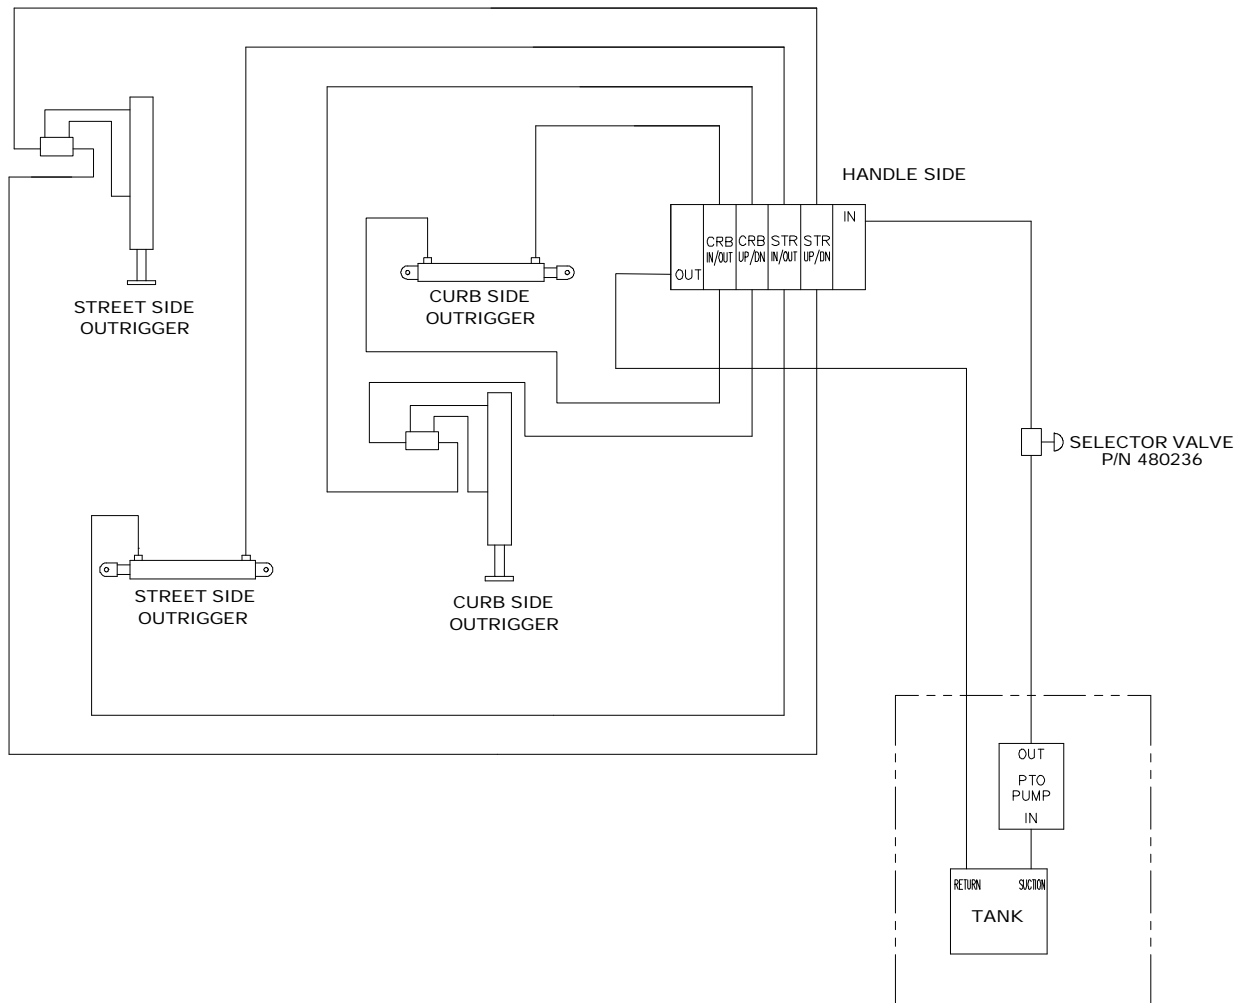 HANDLE SIDE
IN
CRB
IN/OUT
CRB
UP/DN
STR
IN/OUT
STR
UP/DN
OUT
STREET SIDE
OUTRIGGER
CURB SIDE
OUTRIGGER
SELECTOR VALVE
P/N 480236
STREET SIDE
OUTRIGGER
CURB SIDE
OUTRIGGER
OUT
PTO
PUMP
IN
RETURN
SUCTION
TANK